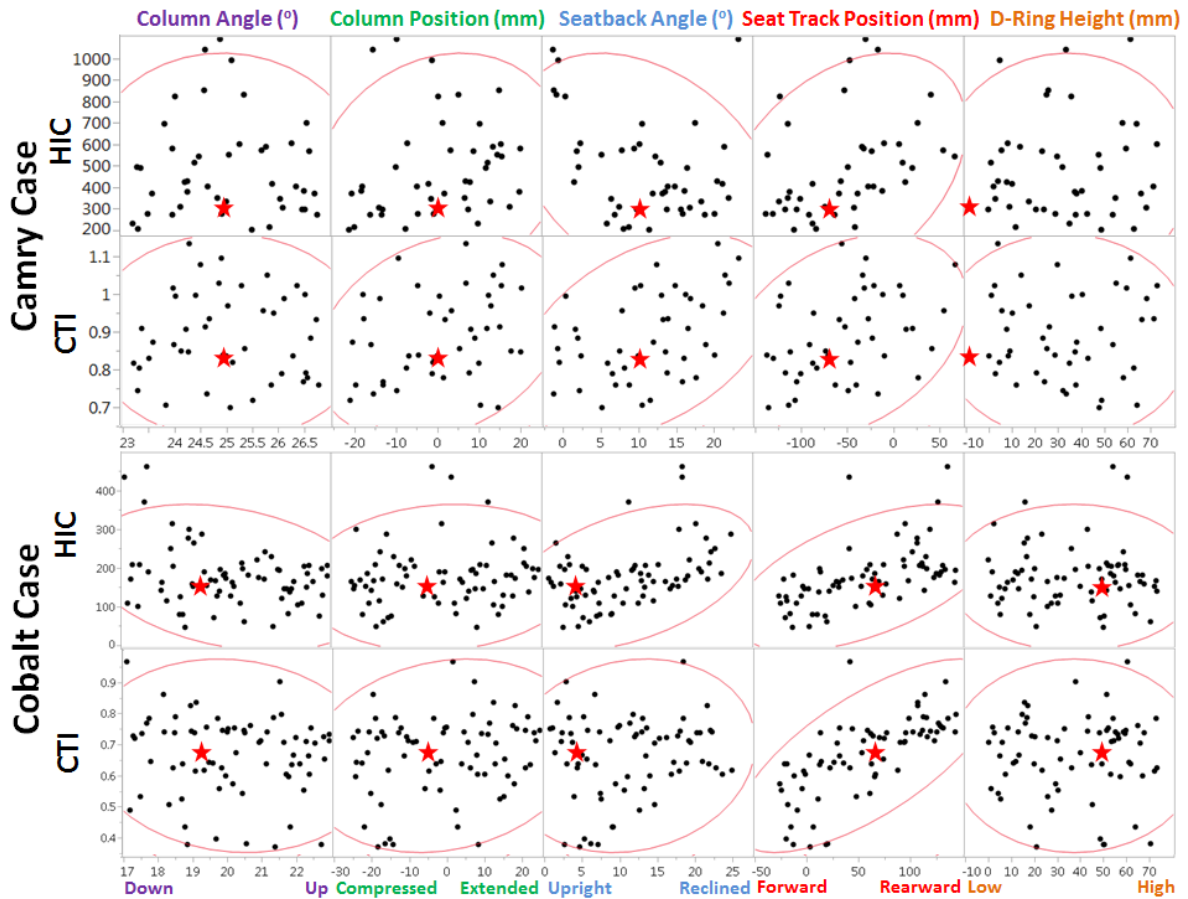 Column Angle (º) Column Position (mm) Seatback Angle (º) Seat Track Position (mm) D-Ring Height (mm)
Camry Case
HIC
1000
900
800
700
600
500
400
300
200
CTI
1.1
1
0.9
0.8
0.7
23 24 24.5 25 25.5 26 26.5 -20 -10 0 10 20 0 5 10 15 20 -100 -50 0 50 -10 0 10 20 30 40 50 60 70
Cobalt Case
HIC
400
300
200
100
0
CTI
0.9
0.8
0.7
0.6
0.5
0.4
17 18 19 20 21 22 -30 -20 -10 0 10 20 0 5 10 15 20 25 -50 0 50 100 -10 0 10 20 30 40 50 60 70
Down Up Compressed Extended Upright Reclined Forward Rearward Low High